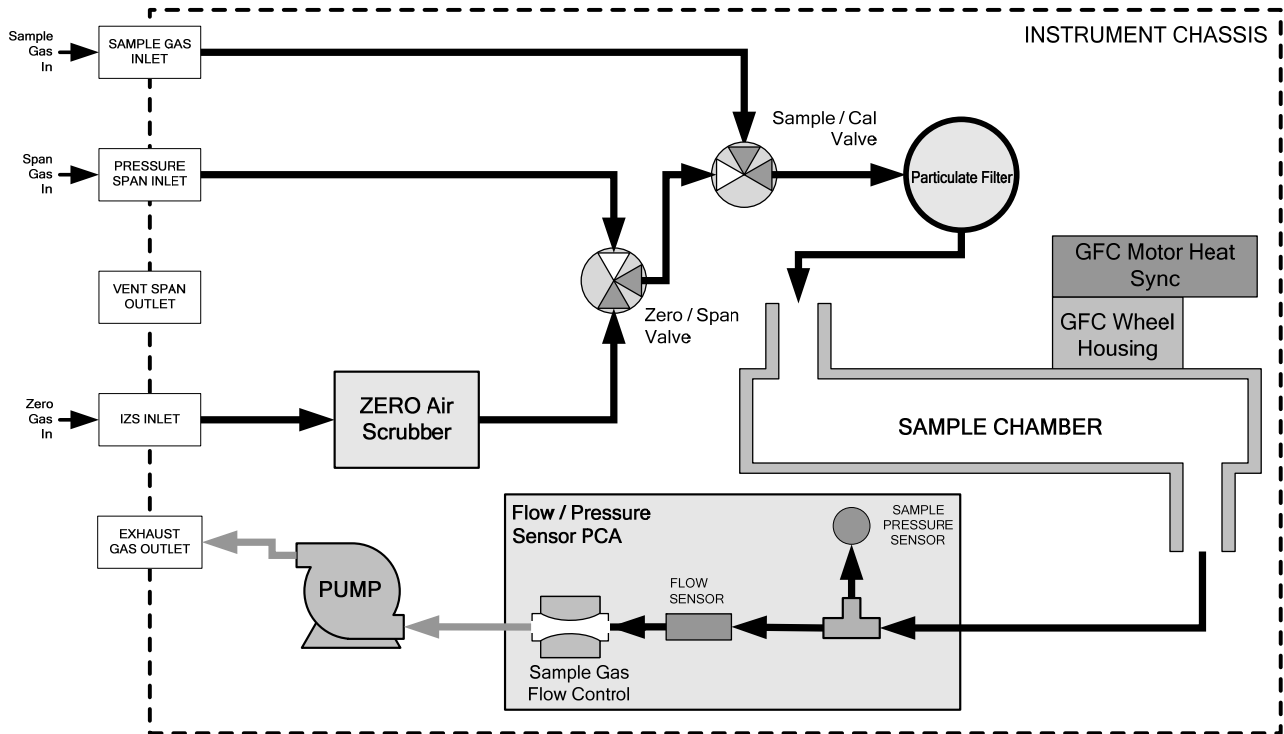 Sample
Gas
In
SAMPLE GAS
INLET
INSTRUMENT CHASSIS
Sample / Cal
Valve
Span
Gas
In
PRESSURE
SPAN INLET
Particulate Filter
VENT SPAN
OUTLET
Zero / Span
Valve
GFC Motor Heat
Sync
GFC Wheel
Housing
Zero
Gas
In
IZS INLET
ZERO Air
Scrubber
SAMPLE CHAMBER
EXHAUST
GAS OUTLET
PUMP
Flow / Pressure
Sensor PCA
SAMPLE
PRESSURE
SENSOR
FLOW
SENSOR
Sample Gas
Flow Control